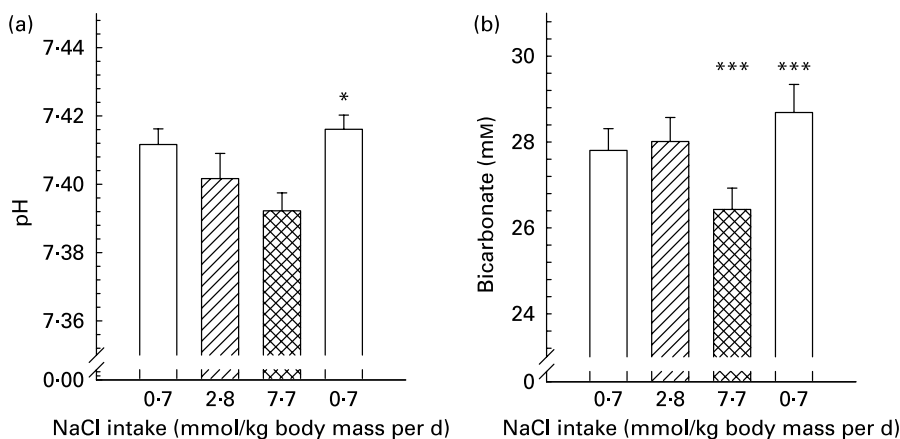 (a)
pH
7·44
7·42
7·40
7·38
7·36
0·00
*
0·7 2·8 7·7 0·7
NaCl intake (mmol/kg body mass per d)
(b)
Bicarbonate (mM)
30
28
26
24
0
*** ***
0·7 2·8 7·7 0·7
NaCl intake (mmol/kg body mass per d)